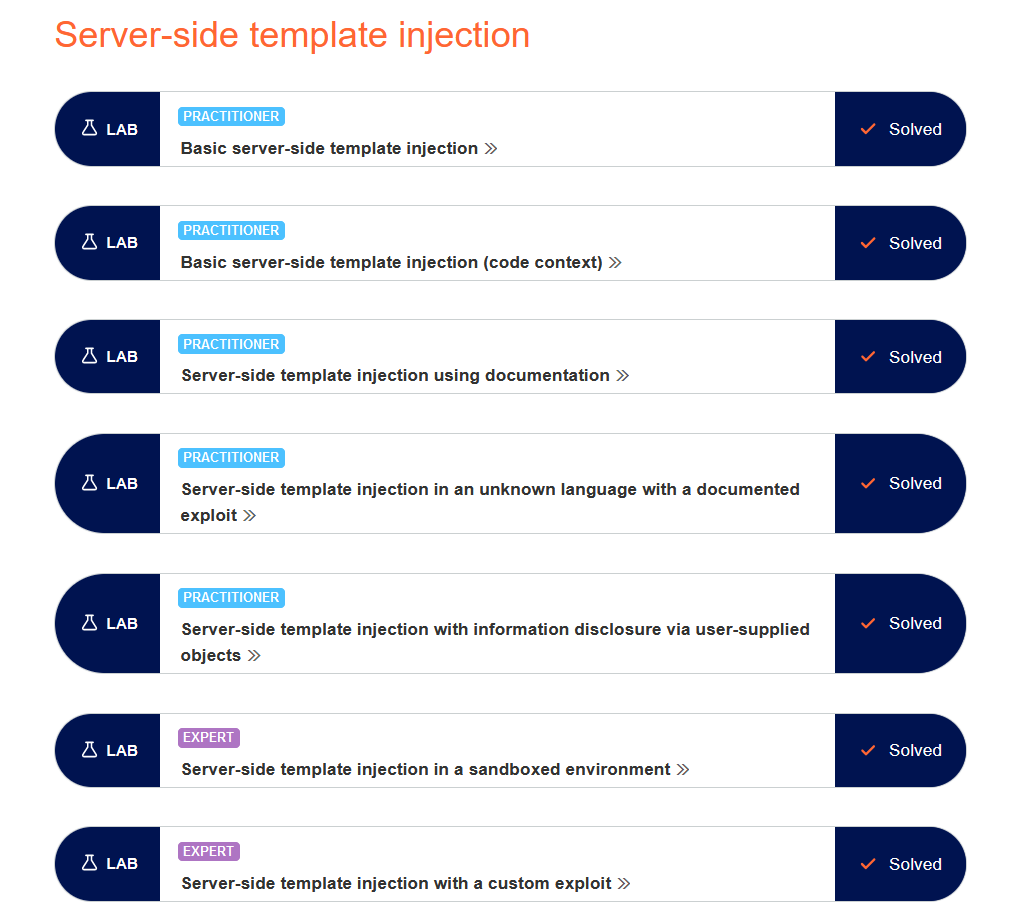 Server-side template injection
LAB
PRACTITIONER
Basic server-side template injection
Solved
LAB
PRACTITIONER
Basic server-side template injection (code context)
Solved
LAB
PRACTITIONER
Server-side template injection using documentation
Solved
LAB
PRACTITIONER
Server-side template injection in an unknown language with a documented
exploit
Solved
LAB
PRACTITIONER
Server-side template injection with information disclosure via user-supplied
objects
Solved
LAB
EXPERT
Server-side template injection in a sandboxed environment
Solved
LAB
EXPERT
Server-side template injection with a custom exploit
Solved